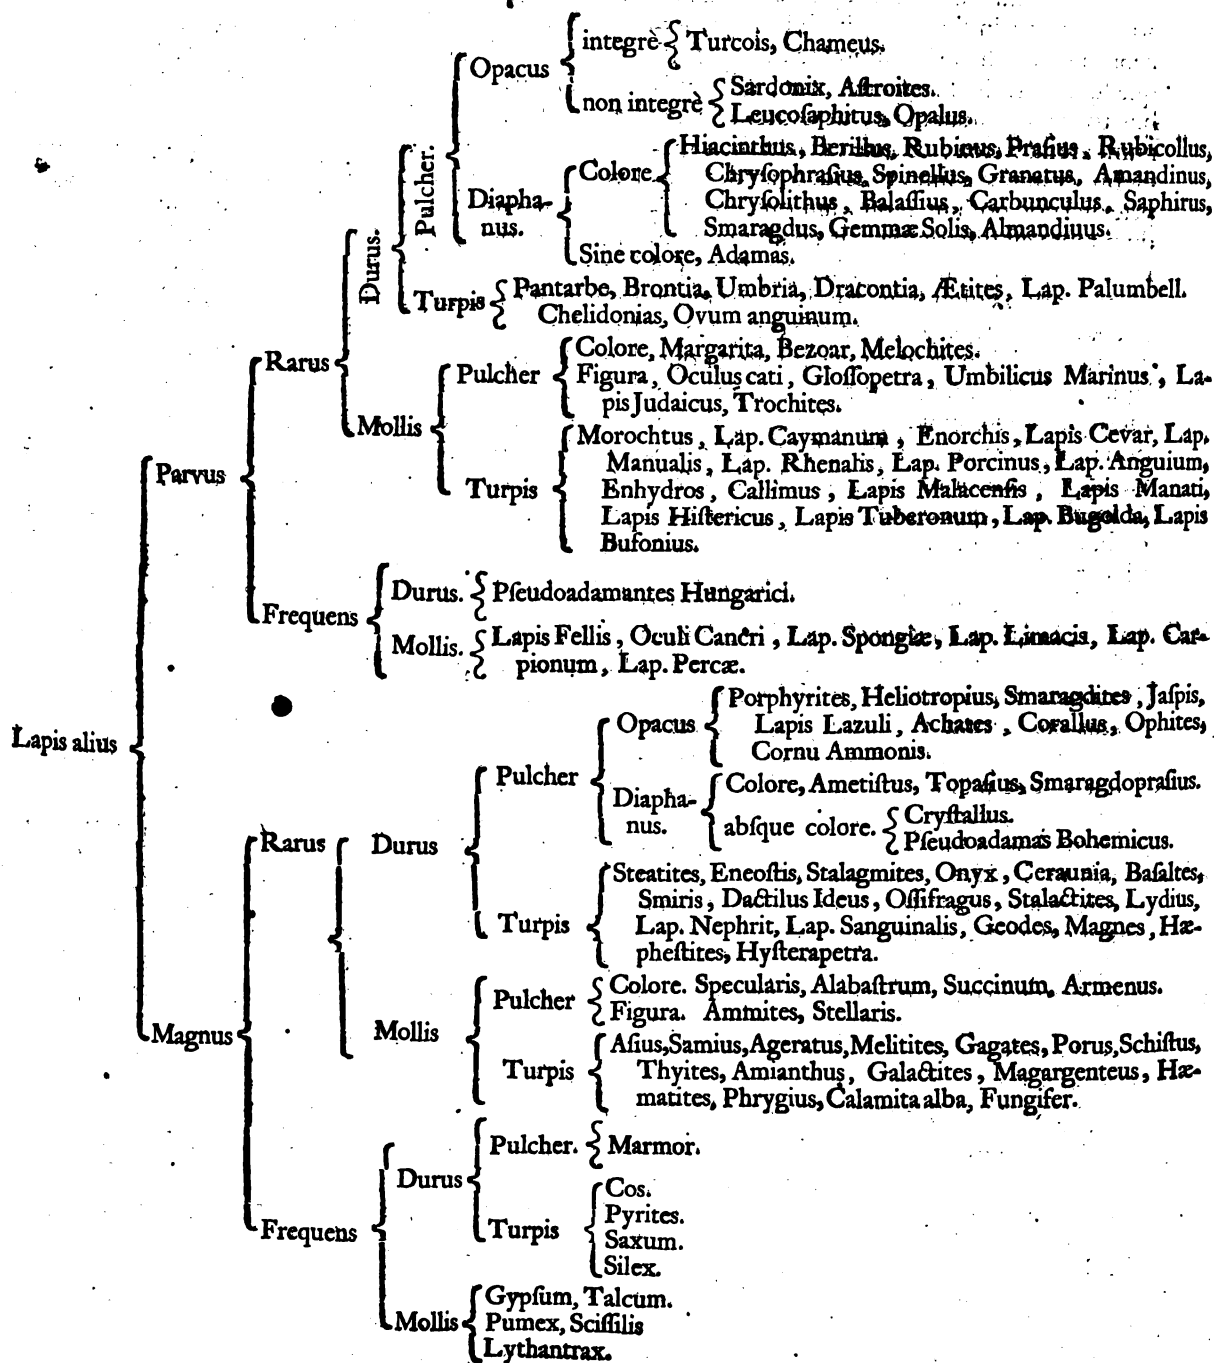 integrè Turcois, Chameus.
Opacus
non integrè Sardonix, Aſtroites.
Leucoſaphitus, Opalus.
Pulcher.
Diapha-
nus.
Colore Hiacinthus, Berillus, Rubinus, Praſius, Rubicollus,
Chryſophraſius, Spinellus, Granatus, Amandinus,
Chryſolithus, Balaſſius, Carbunculus, Saphirus,
Smaragdus, Gemmæ Solis, Almandinus.
Sine colore, Adamas.
Durus.
Turpis Pantarbe, Brontia, Umbria, Dracontia, Ætites, Lap. Palumbell.
Chelidonias, Ovum anguinum.
Rarus
Colore, Margarita, Bezoar, Melochites.
Pulcher Figura, Oculus cati, Gloſſopetra, Umbilicus Marinus, La-
pis Judaicus, Trochites.
Mollis
Morochtus, Lap. Caymanum, Enorchis, Lapis Cevar, Lap.
Manualis, Lap. Rhenalis, Lap. Porcinus, Lap. Anguium,
Turpis Enhydros, Callimus, Lapis Malacenſis, Lapis Manati,
Lapis Hiſtericus, Lapis Tuberonum, Lap. Bugolda, Lapis
Bufonius.
Parvus
Durus. Pſeudoadamantes Hungarici.
Frequens
Mollis. Lapis Fellis, Oculi Cancri, Lap. Spongiæ, Lap. Limacis, Lap. Car-
pionum, Lap. Percæ.
Lapis alius
Opacus Porphyrites, Heliotropius, Smaragdites, Jaſpis,
Lapis Lazuli, Achates, Corallus, Ophites,
Cornu Ammonis.
Pulcher
Diapha-
nus.
Colore, Ametiſtus, Topaſius, Smaragdopraſius.
abſque colore. Cryſtallus.
Pſeudoadamas Bohemicus.
Rarus Durus
Steatites, Eneoſtis, Stalagmites, Onyx, Ceraunia, Baſaltes,
Smiris, Dactilus Ideus, Oſſifragus, Stalactites, Lydius,
Turpis Lap. Nephrit, Lap. Sanguinalis, Geodes, Magnes, Hæ-
pheſtites, Hyſterapetra.
Pulcher Colore. Specularis, Alabaſtrum, Succinum, Armenus.
Figura. Ammites, Stellaris.
Mollis
Magnus
Aſius, Samius, Ageratus, Melitites, Gagates, Porus, Schiſtus,
Turpis Thyites, Amianthus, Galactites, Magargenteus, Hæ-
matites, Phrygius, Calamita alba, Fungifer.
Pulcher. Marmor.
Durus
Cos.
Pyrites.
Turpis Saxum.
Silex.
Frequens
Gypſum, Talcum.
Mollis Pumex, Sciſſilis
Lythantrax.